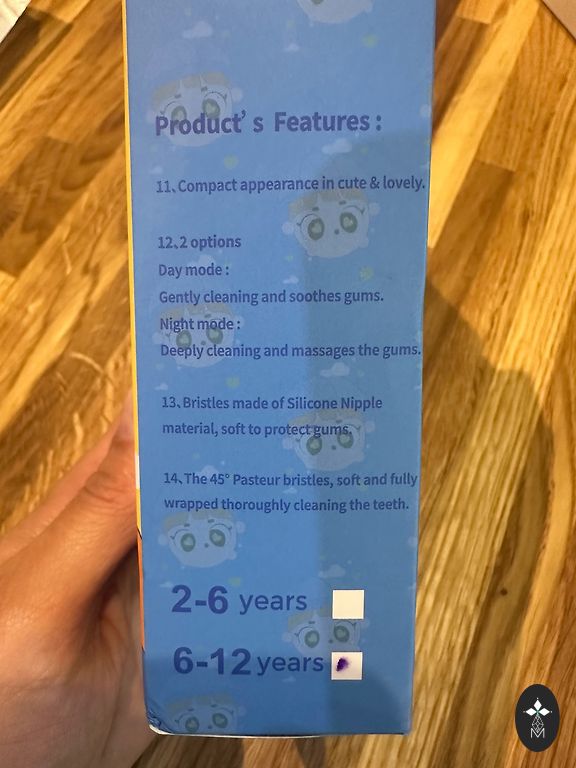 Product's Features :
11、Compact appearance in cute & lovely.
12、2 options
Day mode :
Gently cleaning and soothes gums.
Night mode :
Deeply cleaning and massages the gums.
13、Bristles made of Silicone Nipple
material, soft to protect gums.
14、The 45° Pasteur bristles, soft and fully
wrapped thoroughly cleaning the teeth.
2-6 years
6-12 years
M